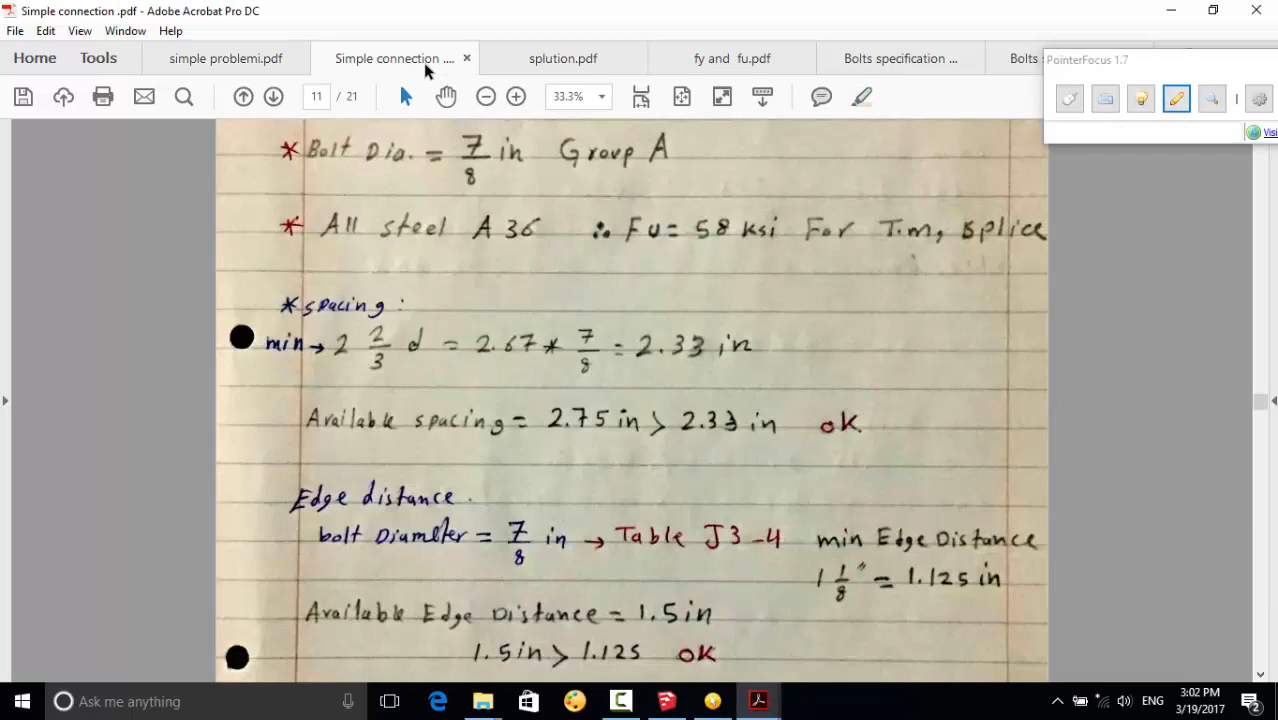 Simple connection .pdf - Adobe Acrobat Pro DC
File Edit View Window Help
Home Tools simple problemi.pdf Simple connection .... × splution.pdf fy and fu.pdf Bolts specification ... Bolts
PointerFocus 1.7
11 / 21 33.3%
Visi
* Bolt Dia. = 7/8 in Group A
* All steel A 36 ∴ Fu = 58 ksi For T.m, splice
* spacing :
min → 2 2/3 d = 2.67 * 7/8 = 2.33 in
Available spacing = 2.75 in > 2.33 in ok.
Edge distance .
bolt Diameter = 7/8 in → Table J3-4 min Edge Distance
1 1/8" = 1.125 in
Available Edge Distance = 1.5 in
1.5 in > 1.125 ok
Ask me anything
ENG
3:02 PM
3/19/2017
2